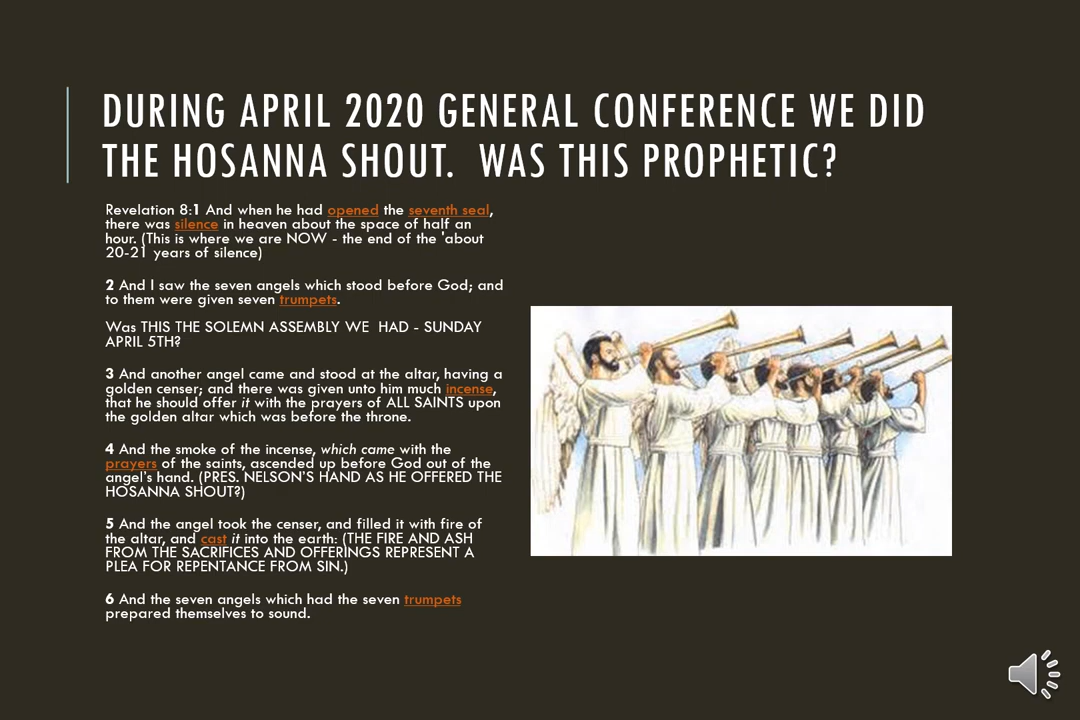 DURING APRIL 2020 GENERAL CONFERENCE WE DID
THE HOSANNA SHOUT.  WAS THIS PROPHETIC?
Revelation 8:1 And when he had opened the seventh seal,
there was silence in heaven about the space of half an
hour. (This is where we are NOW - the end of the 'about
20-21 years of silence)
2 And I saw the seven angels which stood before God; and
to them were given seven trumpets.
Was THIS THE SOLEMN ASSEMBLY WE  HAD - SUNDAY
APRIL 5TH?
3 And another angel came and stood at the altar, having a
golden censer; and there was given unto him much incense,
that he should offer it with the prayers of ALL SAINTS upon
the golden altar which was before the throne.
4 And the smoke of the incense, which came with the
prayers of the saints, ascended up before God out of the
angel's hand. (PRES. NELSON'S HAND AS HE OFFERED THE
HOSANNA SHOUT?)
5 And the angel took the censer, and filled it with fire of
the altar, and cast it into the earth: (THE FIRE AND ASH
FROM THE SACRIFICES AND OFFERINGS REPRESENT A
PLEA FOR REPENTANCE FROM SIN.)
6 And the seven angels which had the seven trumpets
prepared themselves to sound.